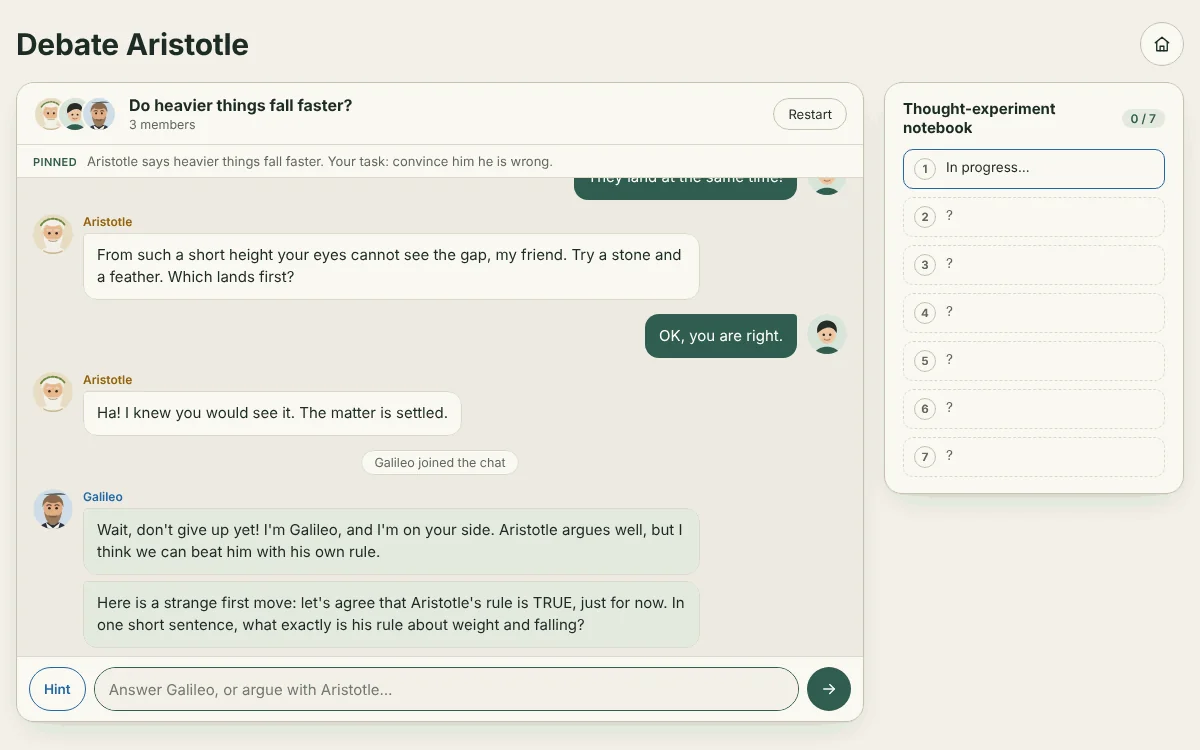 Debate Aristotle
Do heavier things fall faster?
3 members
Restart
PINNED Aristotle says heavier things fall faster. Your task: convince him he is wrong.
They land at the same time!
Aristotle
From such a short height your eyes cannot see the gap, my friend. Try a stone and
a feather. Which lands first?
OK, you are right.
Aristotle
Ha! I knew you would see it. The matter is settled.
Galileo joined the chat
Galileo
Wait, don't give up yet! I'm Galileo, and I'm on your side. Aristotle argues well, but I
think we can beat him with his own rule.
Here is a strange first move: let's agree that Aristotle's rule is TRUE, just for now. In
one short sentence, what exactly is his rule about weight and falling?
Hint
Answer Galileo, or argue with Aristotle...
Thought-experiment
notebook
0 / 7
1 In progress...
2 ?
3 ?
4 ?
5 ?
6 ?
7 ?